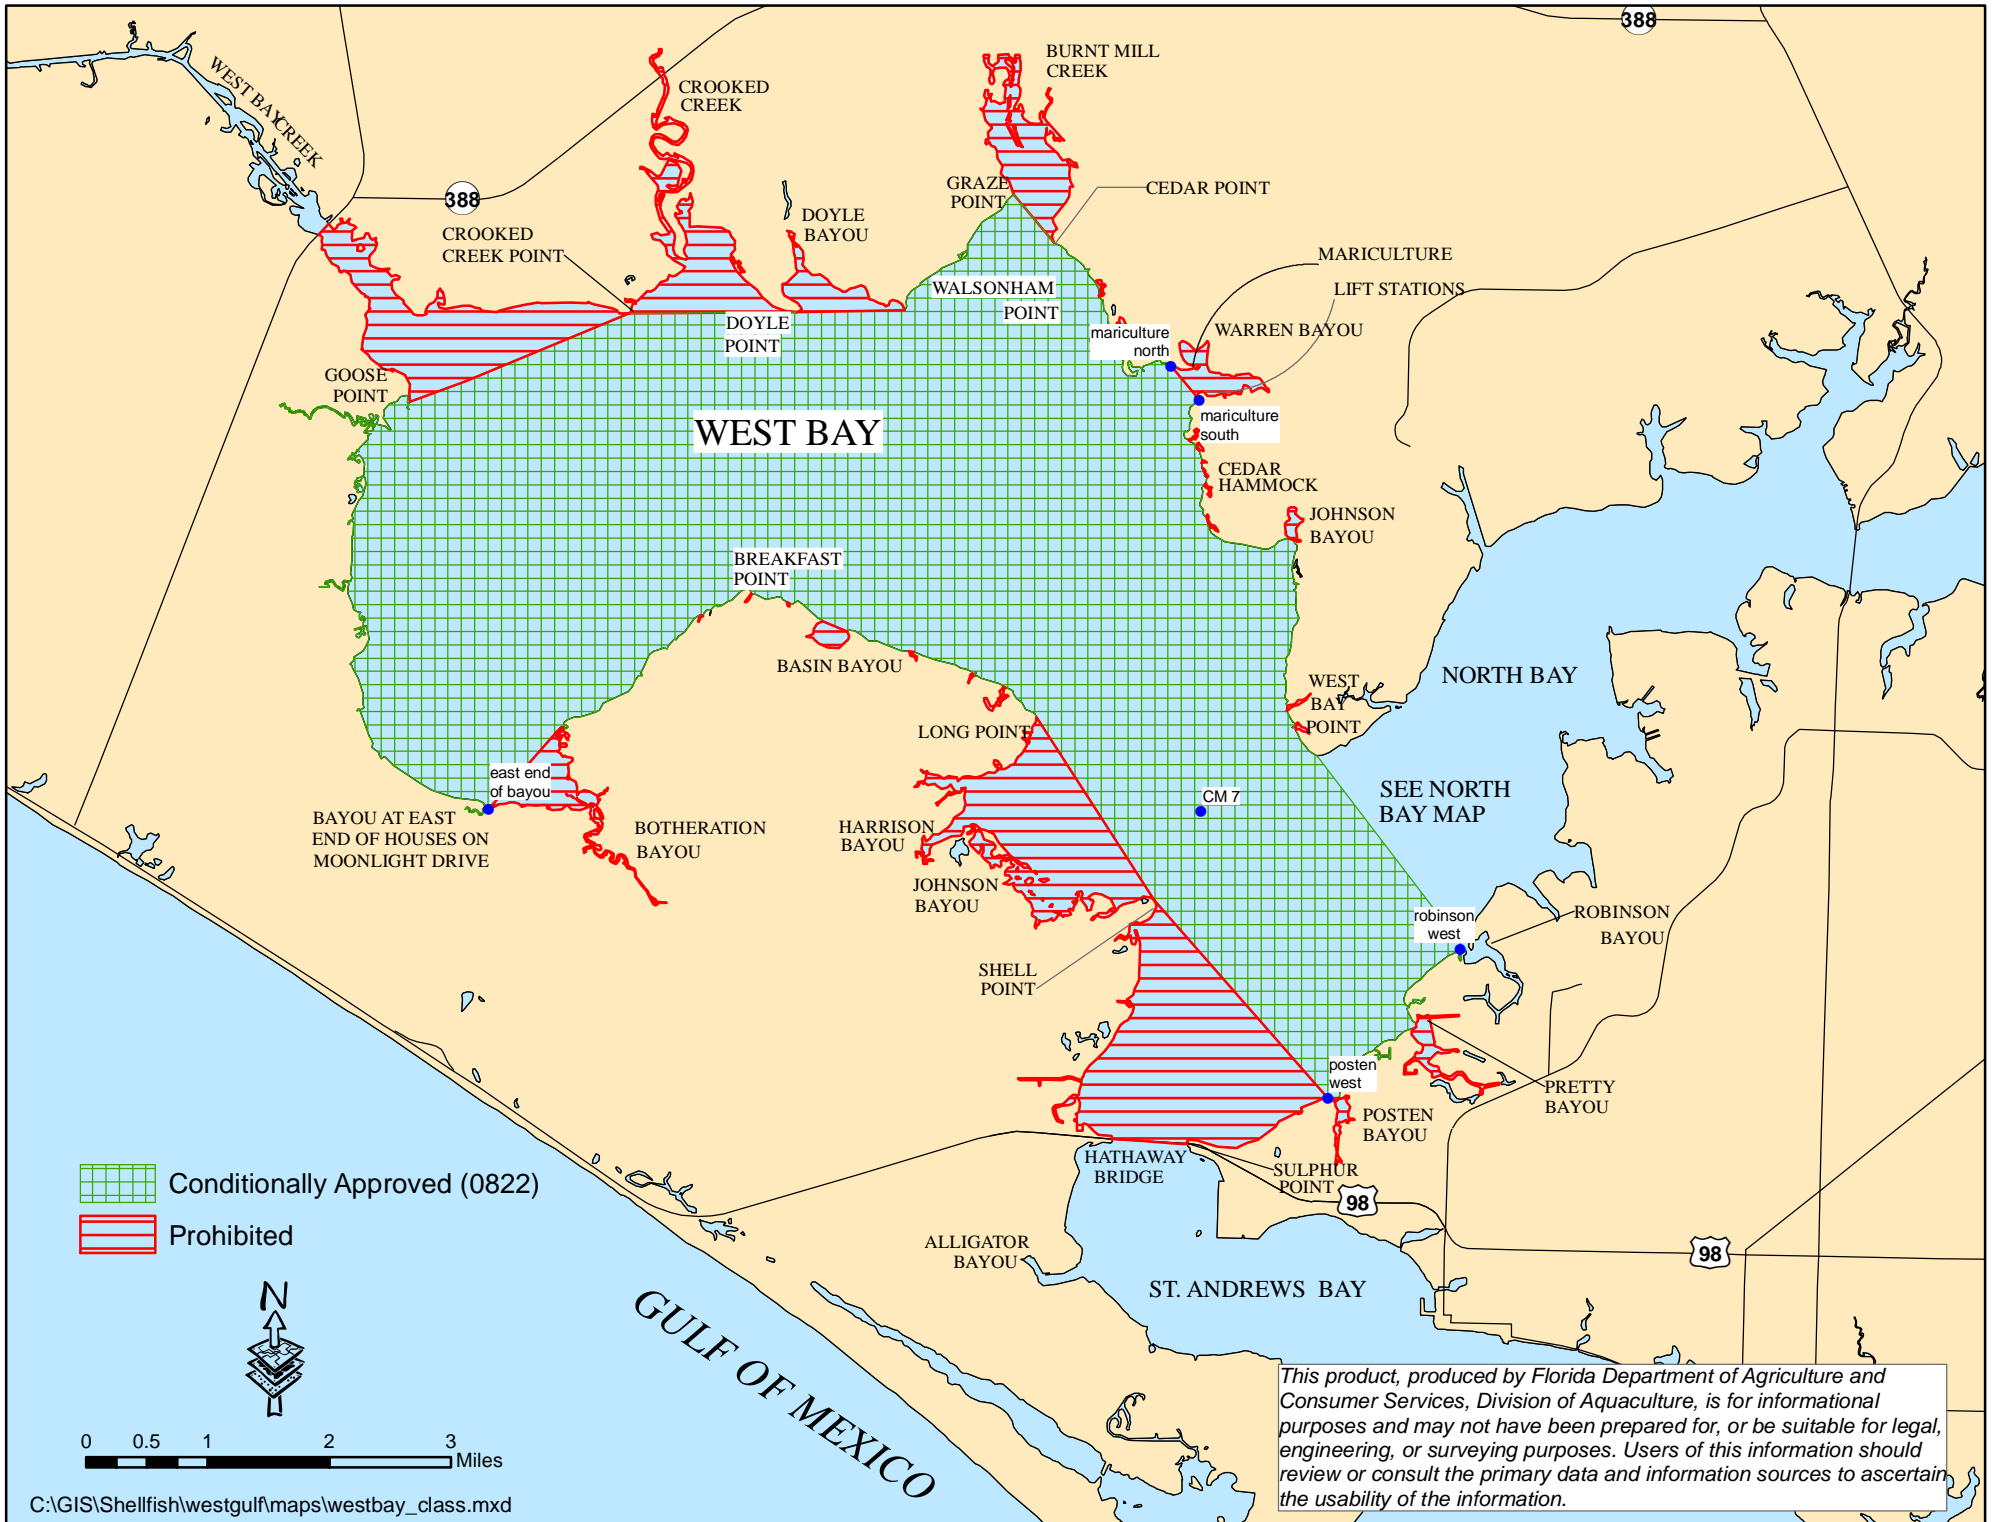 388
BURNT MILL
CREEK
WEST BAY CREEK
CROOKED
CREEK
GRAZE
POINT
CEDAR POINT
388
DOYLE
BAYOU
CROOKED
CREEK POINT
MARICULTURE
LIFT STATIONS
WALSONHAM
POINT
DOYLE
POINT
mariculture
north
WARREN BAYOU
GOOSE
POINT
mariculture
south
WEST BAY
CEDAR
HAMMOCK
JOHNSON
BAYOU
BREAKFAST
POINT
BASIN BAYOU
NORTH BAY
WEST
BAY
POINT
LONG POINT
east end
of bayou
SEE NORTH
BAY MAP
CM 7
BAYOU AT EAST
END OF HOUSES ON
MOONLIGHT DRIVE
BOTHERATION
BAYOU
HARRISON
BAYOU
JOHNSON
BAYOU
robinson
west
ROBINSON
BAYOU
SHELL
POINT
posten
west
PRETTY
BAYOU
POSTEN
BAYOU
HATHAWAY
BRIDGE
SULPHUR
POINT
98
98
Conditionally Approved (0822)
Prohibited
ALLIGATOR
BAYOU
ST. ANDREWS BAY
N
GULF OF MEXICO
0 0.5 1 2 3
Miles
C:\GIS\Shellfish\westgulf\maps\westbay_class.mxd
This product, produced by Florida Department of Agriculture and
Consumer Services, Division of Aquaculture, is for informational
purposes and may not have been prepared for, or be suitable for legal,
engineering, or surveying purposes. Users of this information should
review or consult the primary data and information sources to ascertain
the usability of the information.